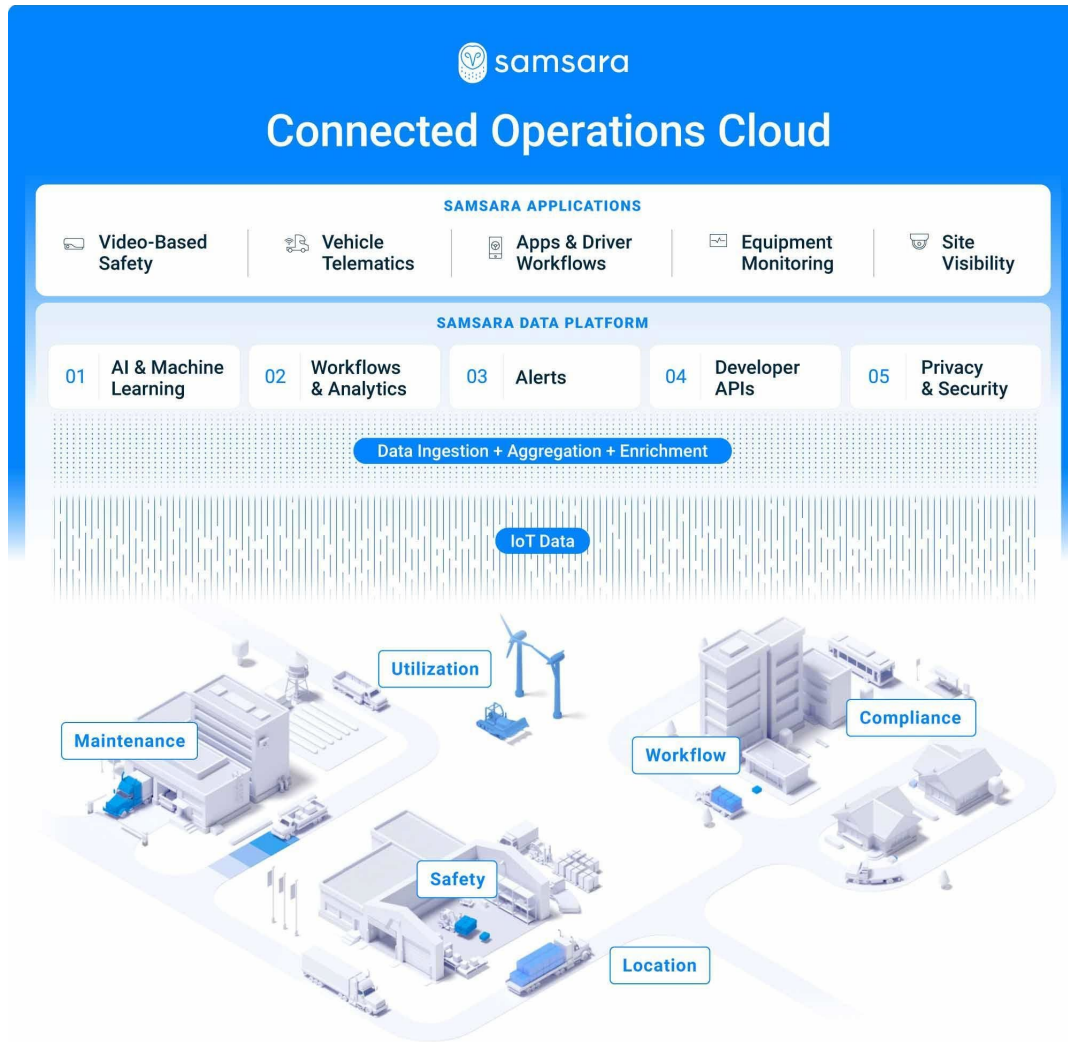 samsara
Connected Operations Cloud
SAMSARA APPLICATIONS
Video-Based
Safety
Vehicle
Telematics
Apps & Driver
Workflows
Equipment
Monitoring
Site
Visibility
SAMSARA DATA PLATFORM
01
AI & Machine
Learning
02
Workflows
& Analytics
03
Alerts
04
Developer
APIs
05
Privacy
& Security
Data Ingestion + Aggregation + Enrichment
IoT Data
Utilization
Maintenance
Compliance
Workflow
Safety
Location